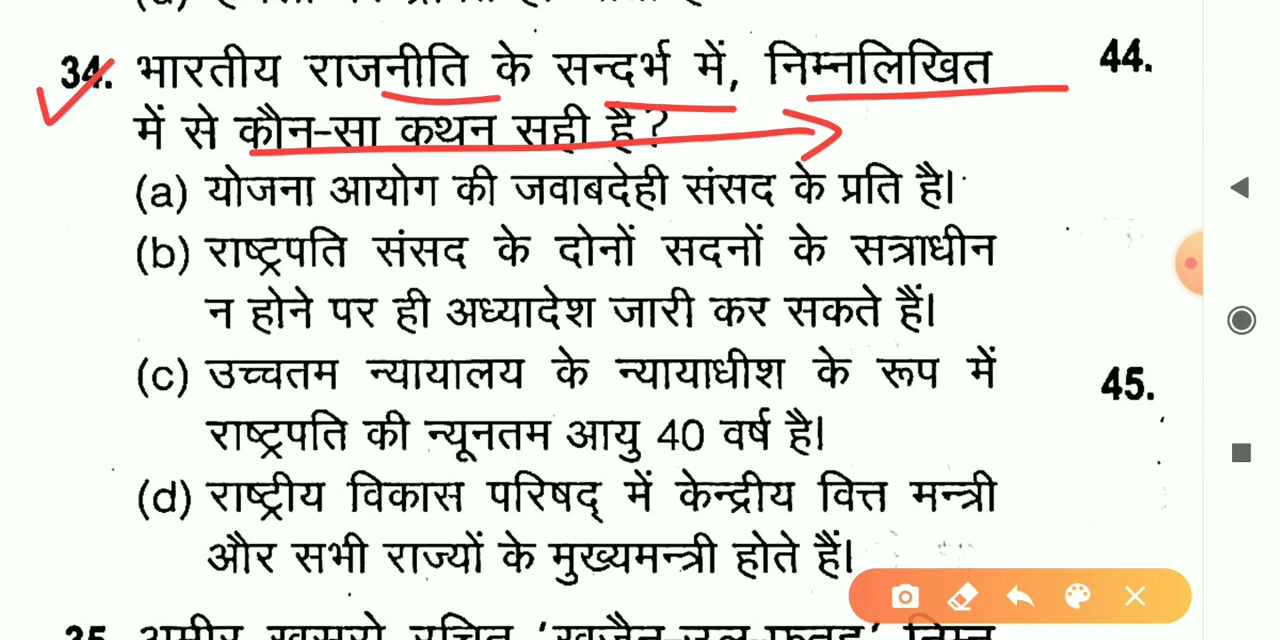 34. भारतीय राजनीति के सन्दर्भ में, निम्नलिखित
में से कौन-सा कथन सही है?
(a) योजना आयोग की जवाबदेही संसद के प्रति है।
(b) राष्ट्रपति संसद के दोनों सदनों के सत्राधीन
न होने पर ही अध्यादेश जारी कर सकते हैं।
(c) उच्चतम न्यायालय के न्यायाधीश के रूप में
राष्ट्रपति की न्यूनतम आयु 40 वर्ष है।
(d) राष्ट्रीय विकास परिषद् में केन्द्रीय वित्त मन्त्री
और सभी राज्यों के मुख्यमन्त्री होते हैं।
44.
45.